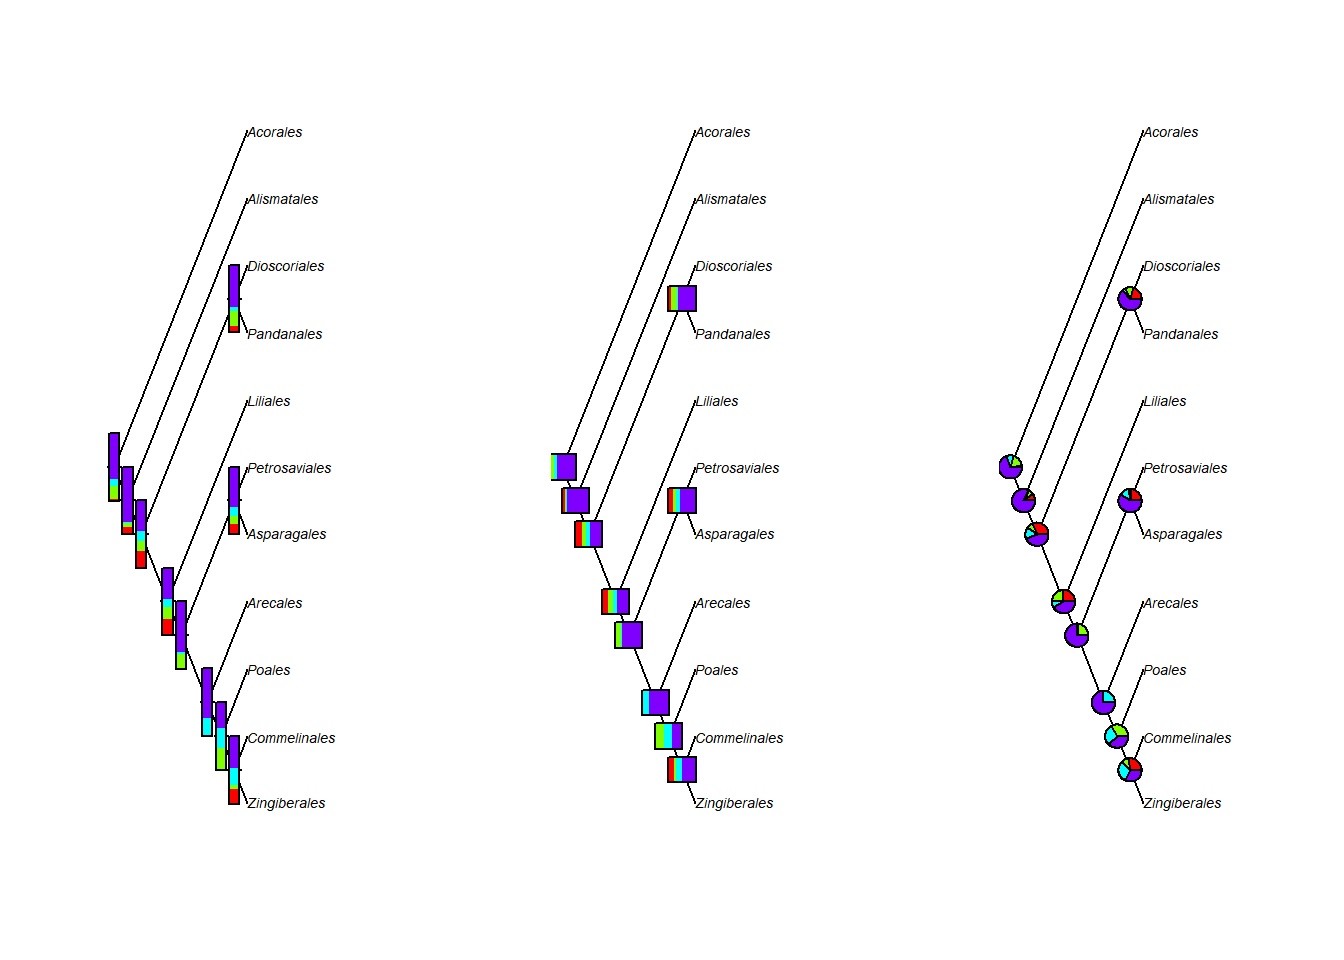 Acorales
Alismatales
Dioscoriales
Pandanales
Liliales
Petrosaviales
Asparagales
Arecales
Poales
Commelinales
Zingiberales
Acorales
Alismatales
Dioscoriales
Pandanales
Liliales
Petrosaviales
Asparagales
Arecales
Poales
Commelinales
Zingiberales
Acorales
Alismatales
Dioscoriales
Pandanales
Liliales
Petrosaviales
Asparagales
Arecales
Poales
Commelinales
Zingiberales